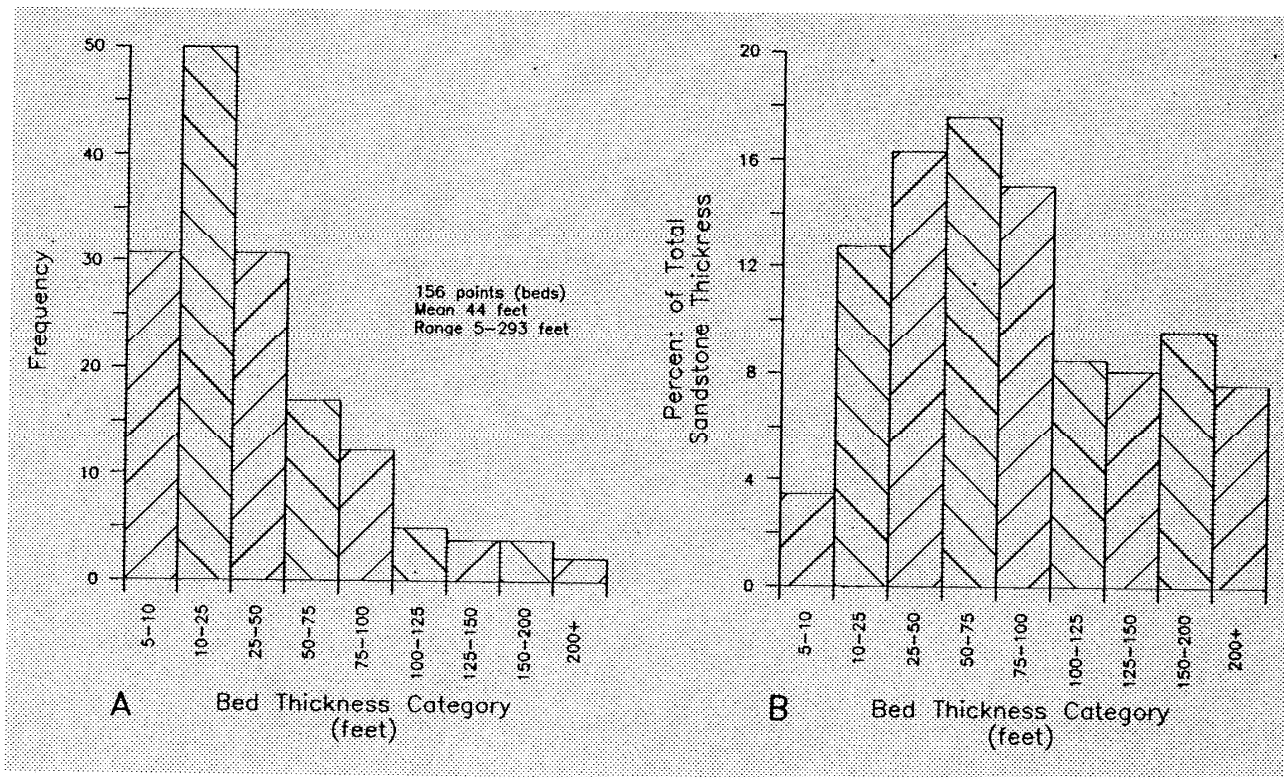 50
40
30
20
10
0
Frequency
156 points (beds)
Mean 44 feet
Range 5-293 feet
5-10
10-25
25-50
50-75
75-100
100-125
125-150
150-200
200+
A
Bed Thickness Category
(feet)
20
16
12
8
4
0
Percent of Total
Sandstone Thickness
5-10
10-25
25-50
50-75
75-100
100-125
125-150
150-200
200+
B
Bed Thickness Category
(feet)